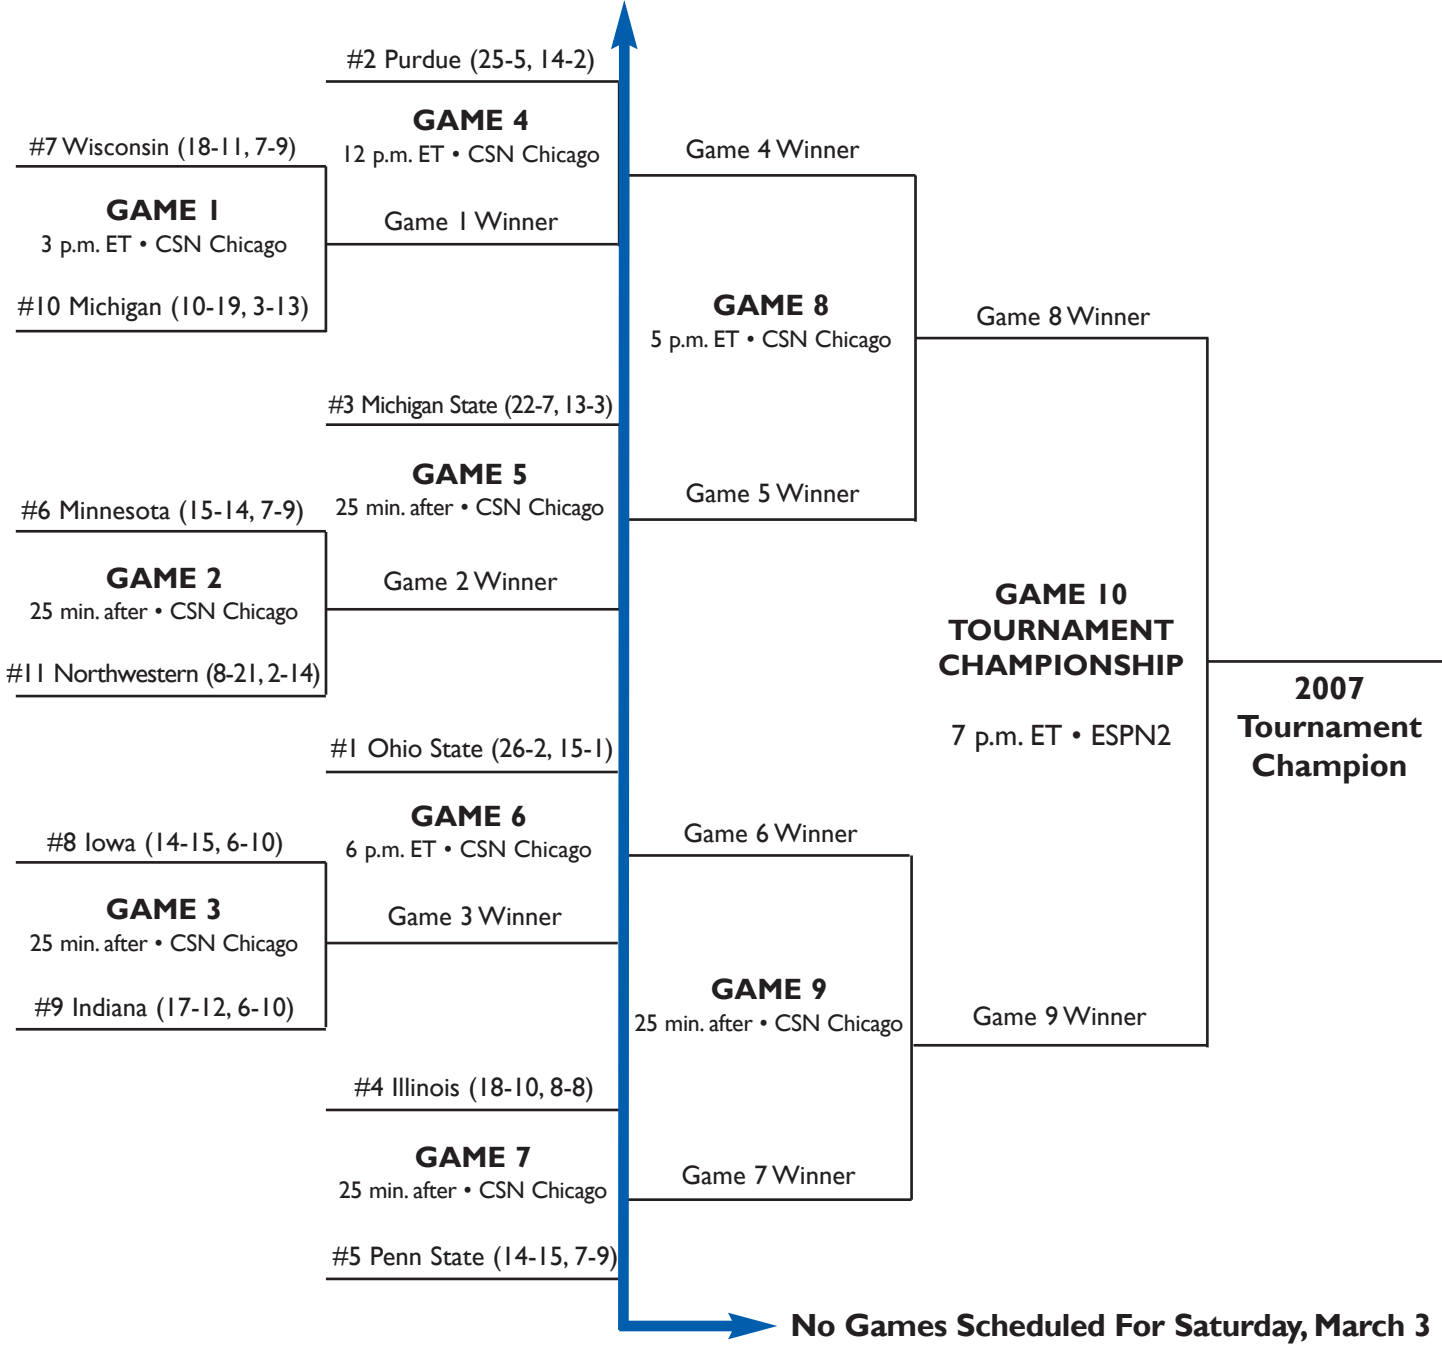 #2 Purdue (25-5, 14-2)
GAME 4
12 p.m. ET • CSN Chicago
#7 Wisconsin (18-11, 7-9)
Game 4 Winner
GAME 1
3 p.m. ET • CSN Chicago
Game 1 Winner
#10 Michigan (10-19, 3-13)
GAME 8
5 p.m. ET • CSN Chicago
Game 8 Winner
#3 Michigan State (22-7, 13-3)
GAME 5
25 min. after • CSN Chicago
Game 5 Winner
#6 Minnesota (15-14, 7-9)
GAME 2
25 min. after • CSN Chicago
Game 2 Winner
#11 Northwestern (8-21, 2-14)
GAME 10
TOURNAMENT
CHAMPIONSHIP
7 p.m. ET • ESPN2
2007
Tournament
Champion
#1 Ohio State (26-2, 15-1)
GAME 6
6 p.m. ET • CSN Chicago
Game 6 Winner
#8 Iowa (14-15, 6-10)
GAME 3
25 min. after • CSN Chicago
Game 3 Winner
#9 Indiana (17-12, 6-10)
GAME 9
25 min. after • CSN Chicago
Game 9 Winner
#4 Illinois (18-10, 8-8)
GAME 7
25 min. after • CSN Chicago
Game 7 Winner
#5 Penn State (14-15, 7-9)
No Games Scheduled For Saturday, March 3